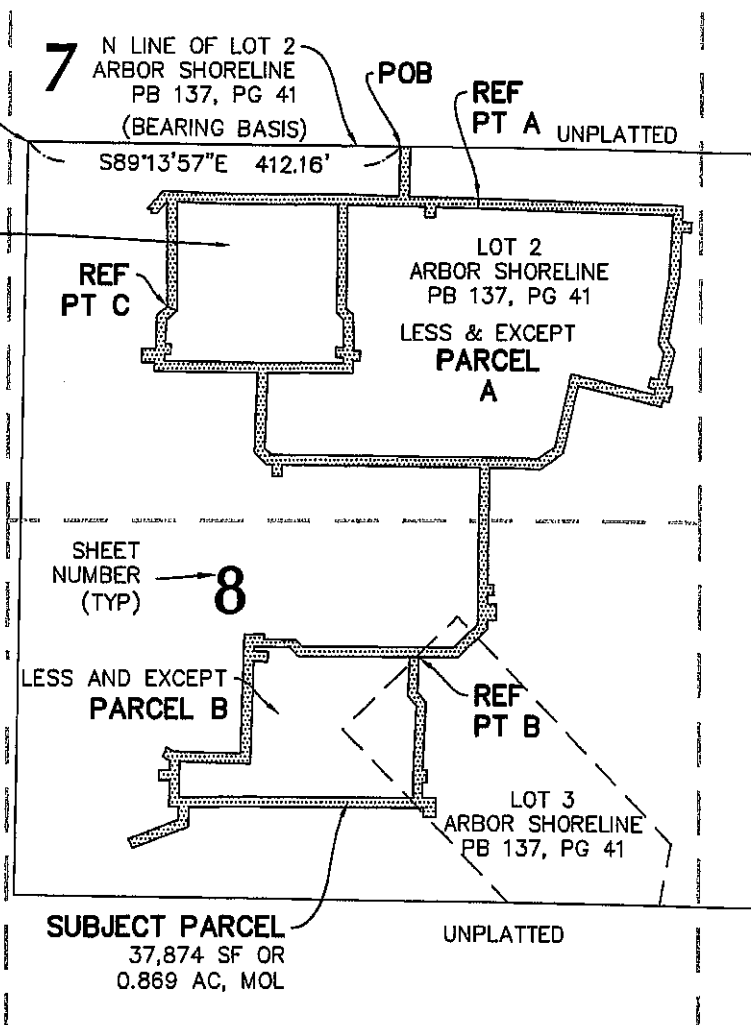 7
N LINE OF LOT 2
ARBOR SHORELINE
PB 137, PG 41
(BEARING BASIS)
S89°13'57"E 412.16'
POB
REF
PT A
UNPLATTED
REF
PT C
LOT 2
ARBOR SHORELINE
PB 137, PG 41
LESS & EXCEPT
PARCEL
A
SHEET
NUMBER
(TYP)
8
LESS AND EXCEPT
PARCEL B
REF
PT B
LOT 3
ARBOR SHORELINE
PB 137, PG 41
SUBJECT PARCEL
37,874 SF OR
0.869 AC, MOL
UNPLATTED